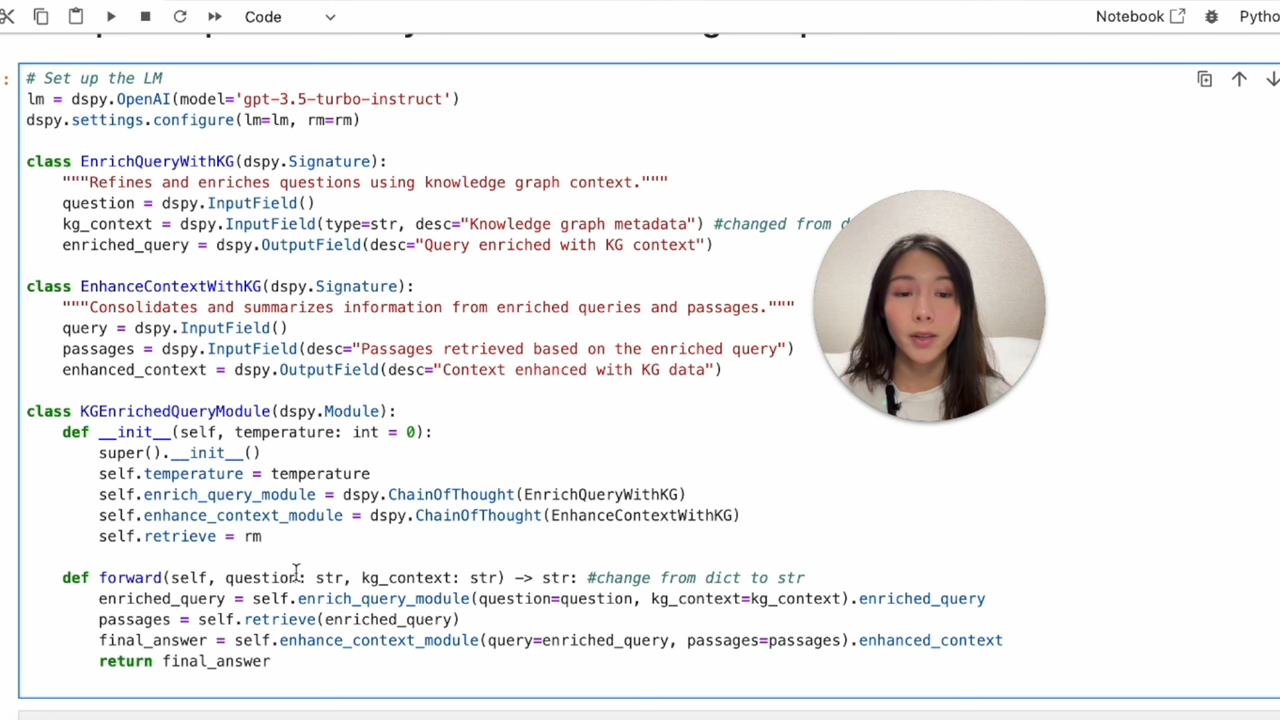 Code
Notebook
# Set up the LM
lm = dspy.OpenAI(model='gpt-3.5-turbo-instruct')
dspy.settings.configure(lm=lm, rm=rm)
class EnrichQueryWithKG(dspy.Signature):
    """Refines and enriches questions using knowledge graph context."""
    question = dspy.InputField()
    kg_context = dspy.InputField(type=str, desc="Knowledge graph metadata") #changed from
    enriched_query = dspy.OutputField(desc="Query enriched with KG context")
class EnhanceContextWithKG(dspy.Signature):
    """Consolidates and summarizes information from enriched queries and passages."""
    query = dspy.InputField()
    passages = dspy.InputField(desc="Passages retrieved based on the enriched query")
    enhanced_context = dspy.OutputField(desc="Context enhanced with KG data")
class KGEnrichedQueryModule(dspy.Module):
    def __init__(self, temperature: int = 0):
        super().__init__()
        self.temperature = temperature
        self.enrich_query_module = dspy.ChainOfThought(EnrichQueryWithKG)
        self.enhance_context_module = dspy.ChainOfThought(EnhanceContextWithKG)
        self.retrieve = rm
    def forward(self, question: str, kg_context: str) -> str: #change from dict to str
        enriched_query = self.enrich_query_module(question=question, kg_context=kg_context).enriched_query
        passages = self.retrieve(enriched_query)
        final_answer = self.enhance_context_module(query=enriched_query, passages=passages).enhanced_context
        return final_answer